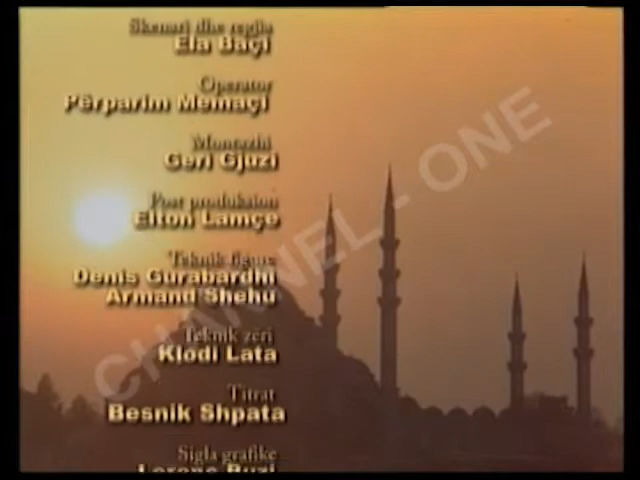 Skenari dhe regjia
Ela Baçi
Operator
Përparim Memaçi
Montazhi
Geri Gjuzi
Post produksion
Elton Lamçe
Teknik figure
Denis Gurabardhi
Armand Shehu
Teknik zëri
Klodi Lata
Titrat
Besnik Shpata
Sigla grafike
CHANNEL - ONE